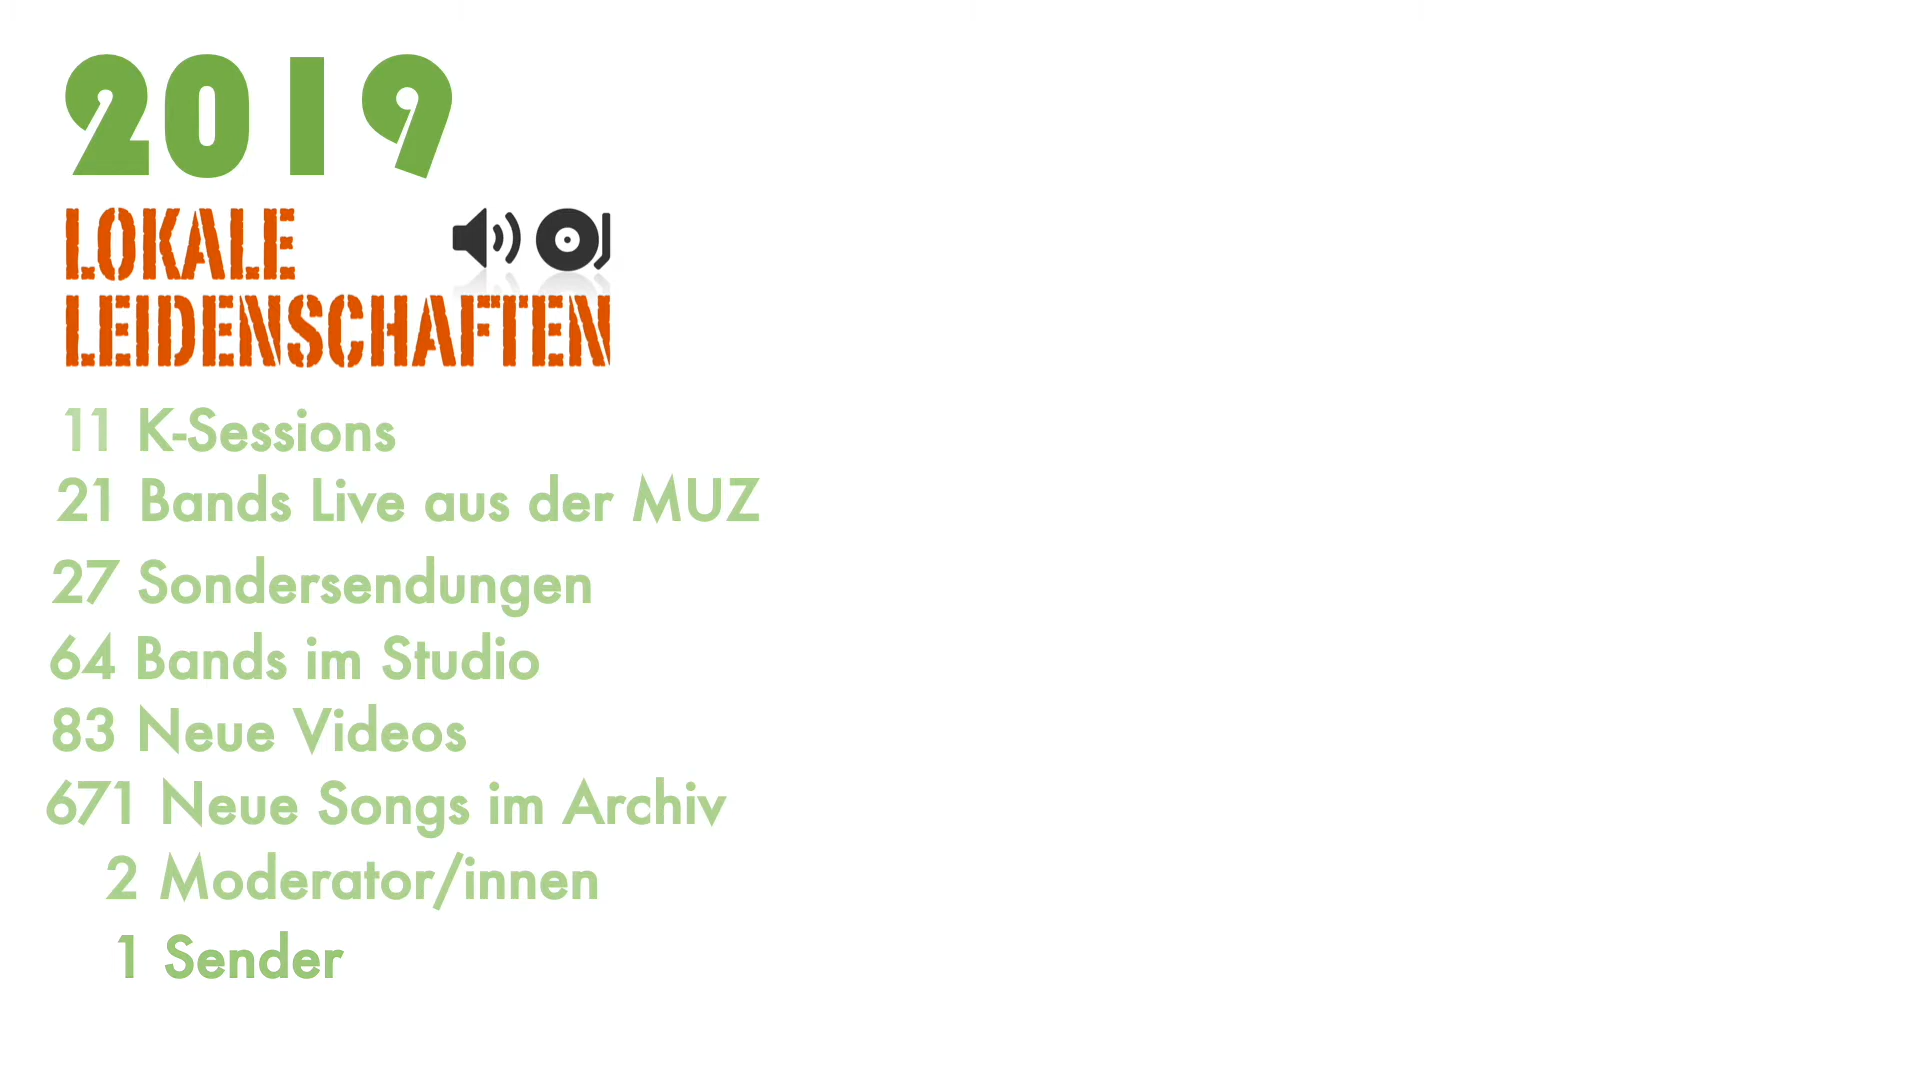 2019
LOKALE
LEIDENSCHAFTEN
11 K-Sessions
21 Bands Live aus der MUZ
27 Sondersendungen
64 Bands im Studio
83 Neue Videos
671 Neue Songs im Archiv
2 Moderator/innen
1 Sender